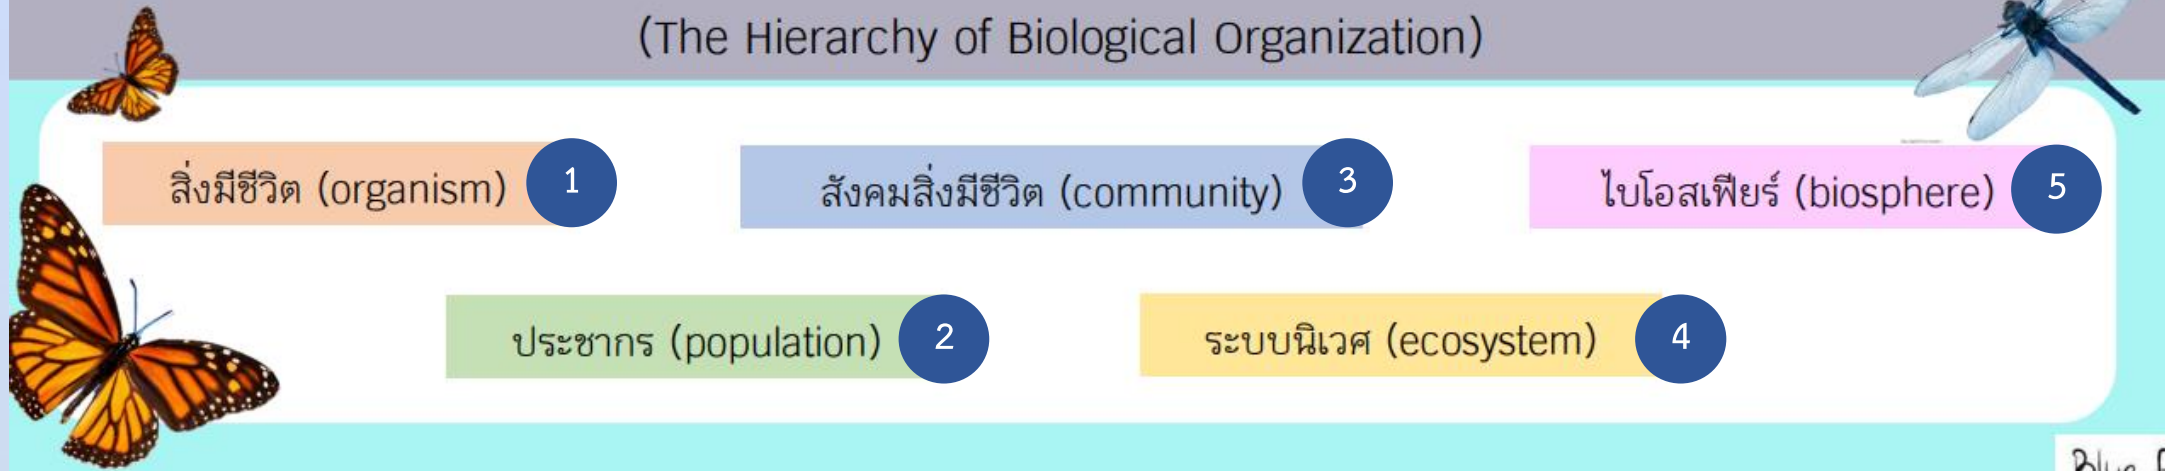 (The Hierarchy of Biological Organization)
สิ่งมีชีวิต (organism) 1
สังคมสิ่งมีชีวิต (community) 3
ไบโอสเฟียร์ (biosphere) 5
ประชากร (population) 2
ระบบนิเวศ (ecosystem) 4
Blue